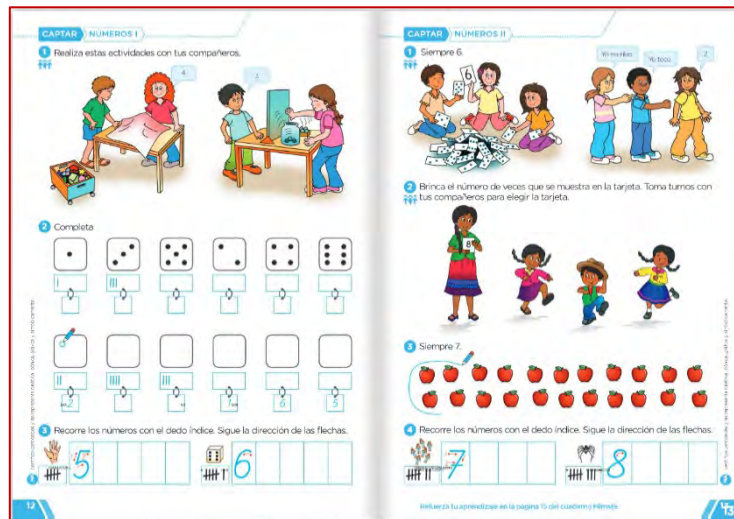 CAPTAR NÚMEROS I
1 Realiza estas actividades con tus compañeros.
4
2 Completa
2
6
5
3 Recorre los números con el dedo índice. Sigue la dirección de las flechas.
5
6
12
CAPTAR NÚMEROS II
1 Siempre 6.
6
Yo escribo
Yo toco
2
2 Brinca el número de veces que se muestra en la tarjeta. Toma turnos con
tus compañeros para elegir la tarjeta.
8
3 Siempre 7.
4 Recorre los números con el dedo índice. Sigue la dirección de las flechas.
7
8
Refuerza tu aprendizaje en la página 15 del cuaderno